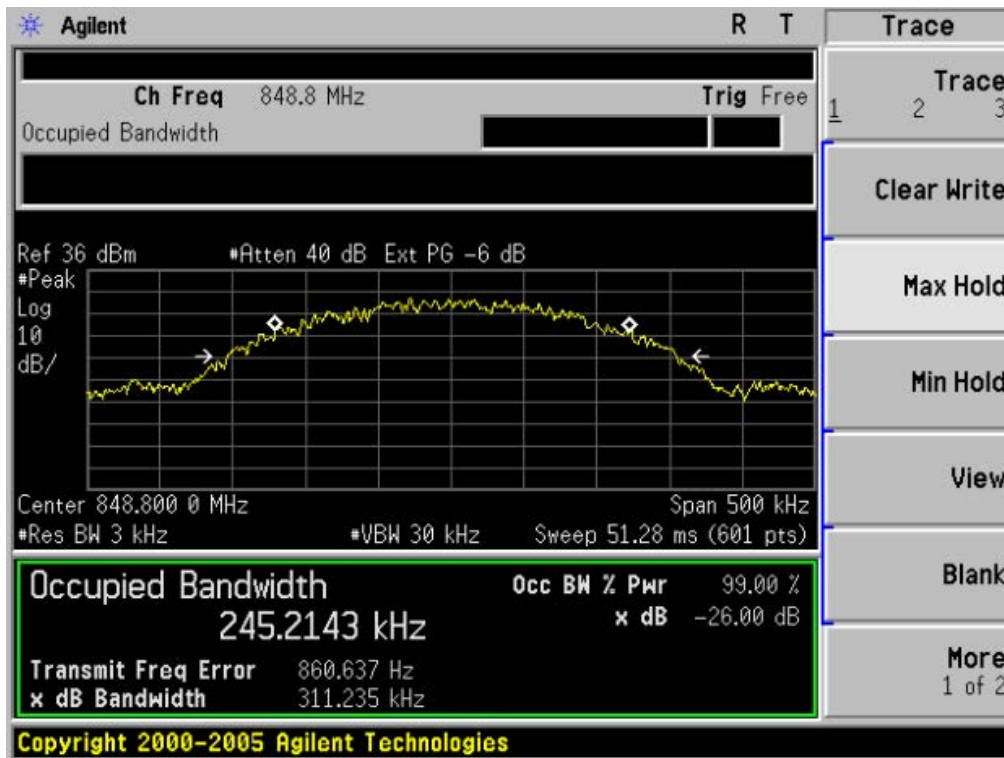 Agilent R T
Trace
Ch Freq 848.8 MHz Trig Free
Occupied Bandwidth
Trace
1 2 3
Clear Write
Max Hold
Min Hold
View
Blank
More
1 of 2
Ref 36 dBm #Atten 40 dB Ext PG -6 dB
#Peak
Log
10
dB/
Center 848.800 0 MHz Span 500 kHz
#Res BW 3 kHz #VBW 30 kHz Sweep 51.28 ms (601 pts)
Occupied Bandwidth
245.2143 kHz
Occ BW % Pwr 99.00 %
x dB -26.00 dB
Transmit Freq Error 860.637 Hz
x dB Bandwidth 311.235 kHz
Copyright 2000-2005 Agilent Technologies